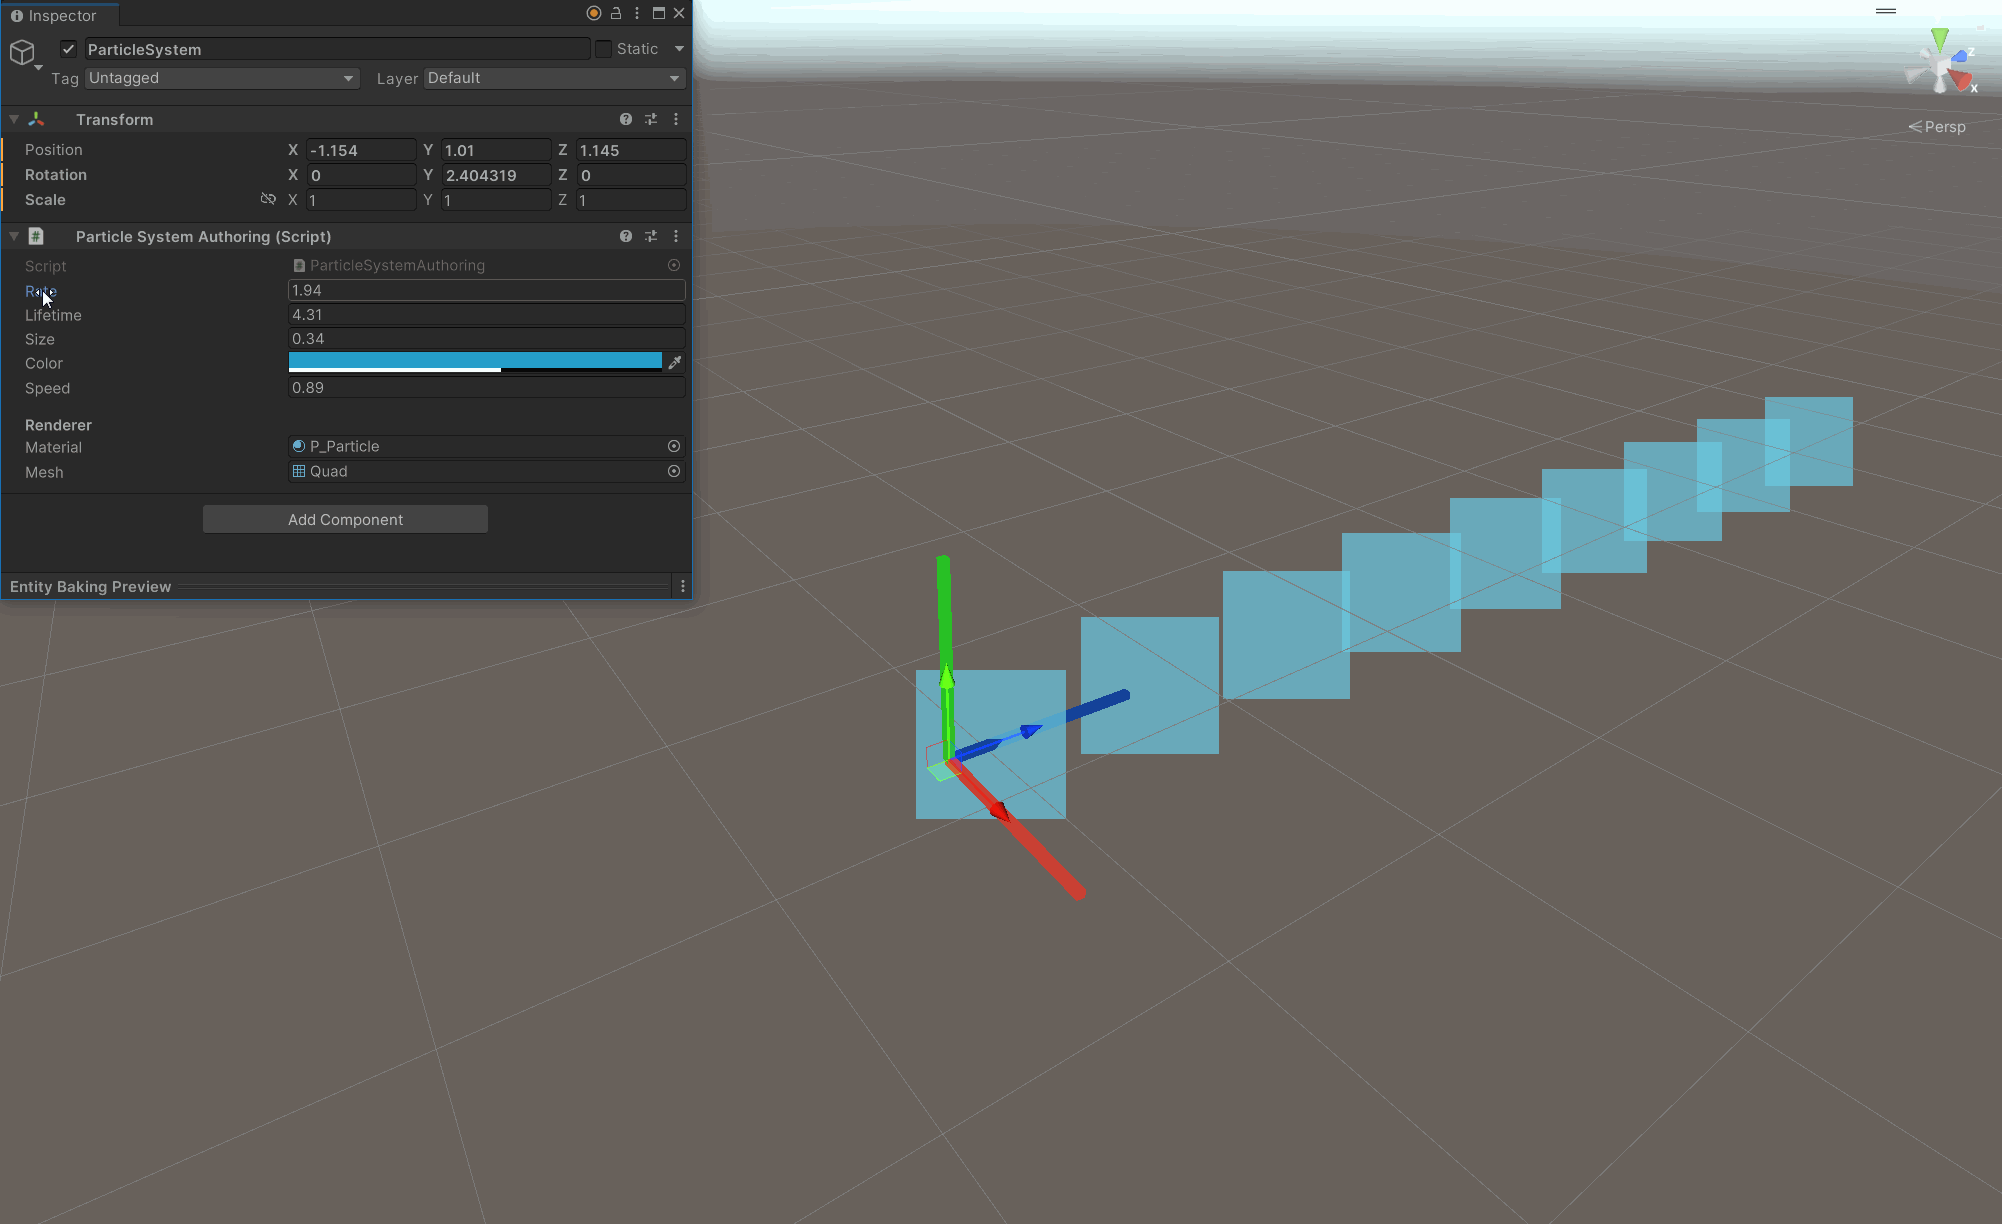 Inspector
ParticleSystem
Static
Tag Untagged Layer Default
Transform
Position X -1.154 Y 1.01 Z 1.145
Rotation X 0 Y 2.404319 Z 0
Scale X 1 Y 1 Z 1
# Particle System Authoring (Script)
Script # ParticleSystemAuthoring
Rate 1.94
Lifetime 4.31
Size 0.34
Color
Speed 0.89
Renderer
Material P_Particle
Mesh Quad
Add Component
Entity Baking Preview
z
x
Persp